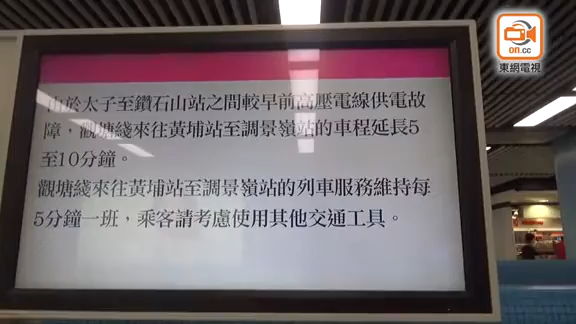 on.cc
東網電視
由於太子至鑽石山站之間較早前高壓電線供電故
障，觀塘綫來往黃埔站至調景嶺站的車程延長5
至10分鐘。
觀塘綫來往黃埔站至調景嶺站的列車服務維持每
5分鐘一班，乘客請考慮使用其他交通工具。